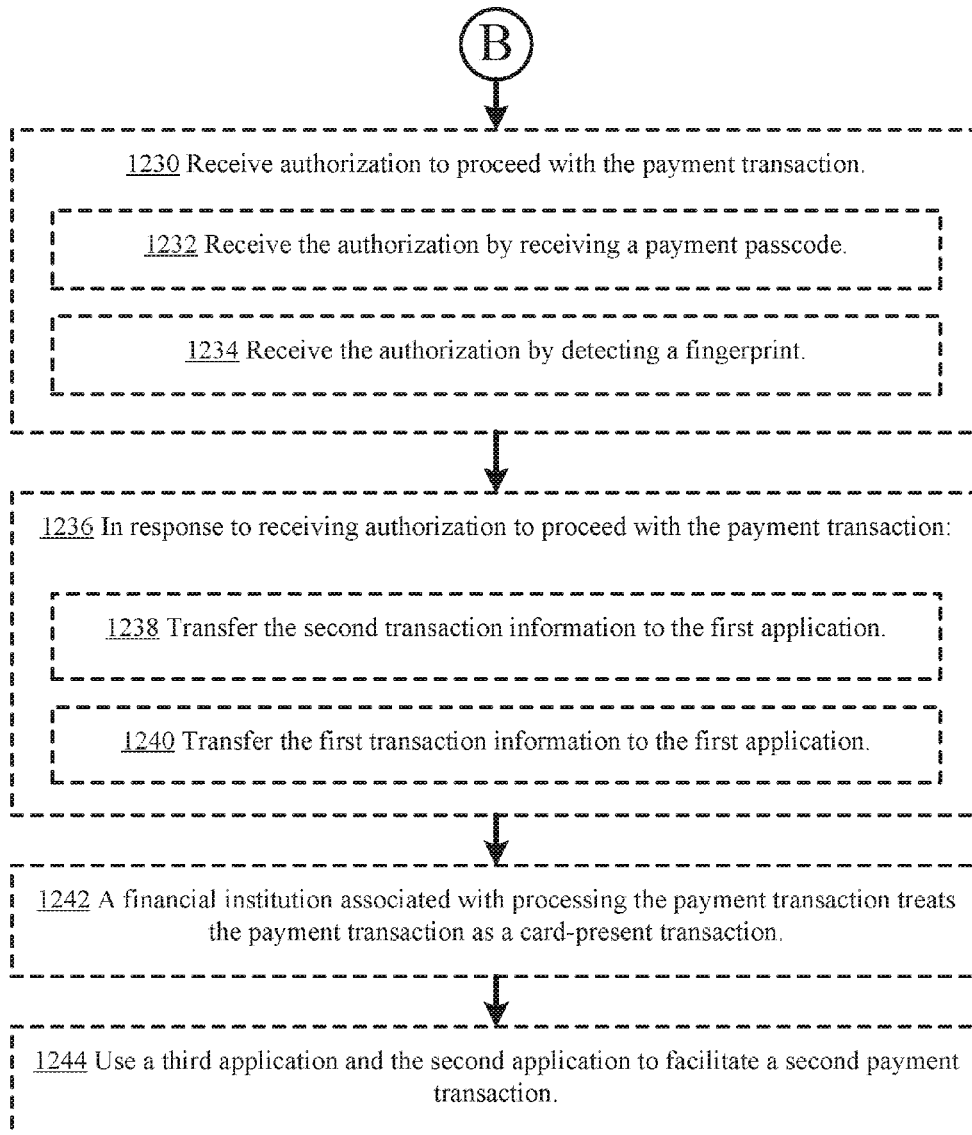 B
1230 Receive authorization to proceed with the payment transaction.
1232 Receive the authorization by receiving a payment passcode.
1234 Receive the authorization by detecting a fingerprint.
1236 In response to receiving authorization to proceed with the payment transaction:
1238 Transfer the second transaction information to the first application.
1240 Transfer the first transaction information to the first application.
1242 A financial institution associated with processing the payment transaction treats
the payment transaction as a card-present transaction.
1244 Use a third application and the second application to facilitate a second payment
transaction.